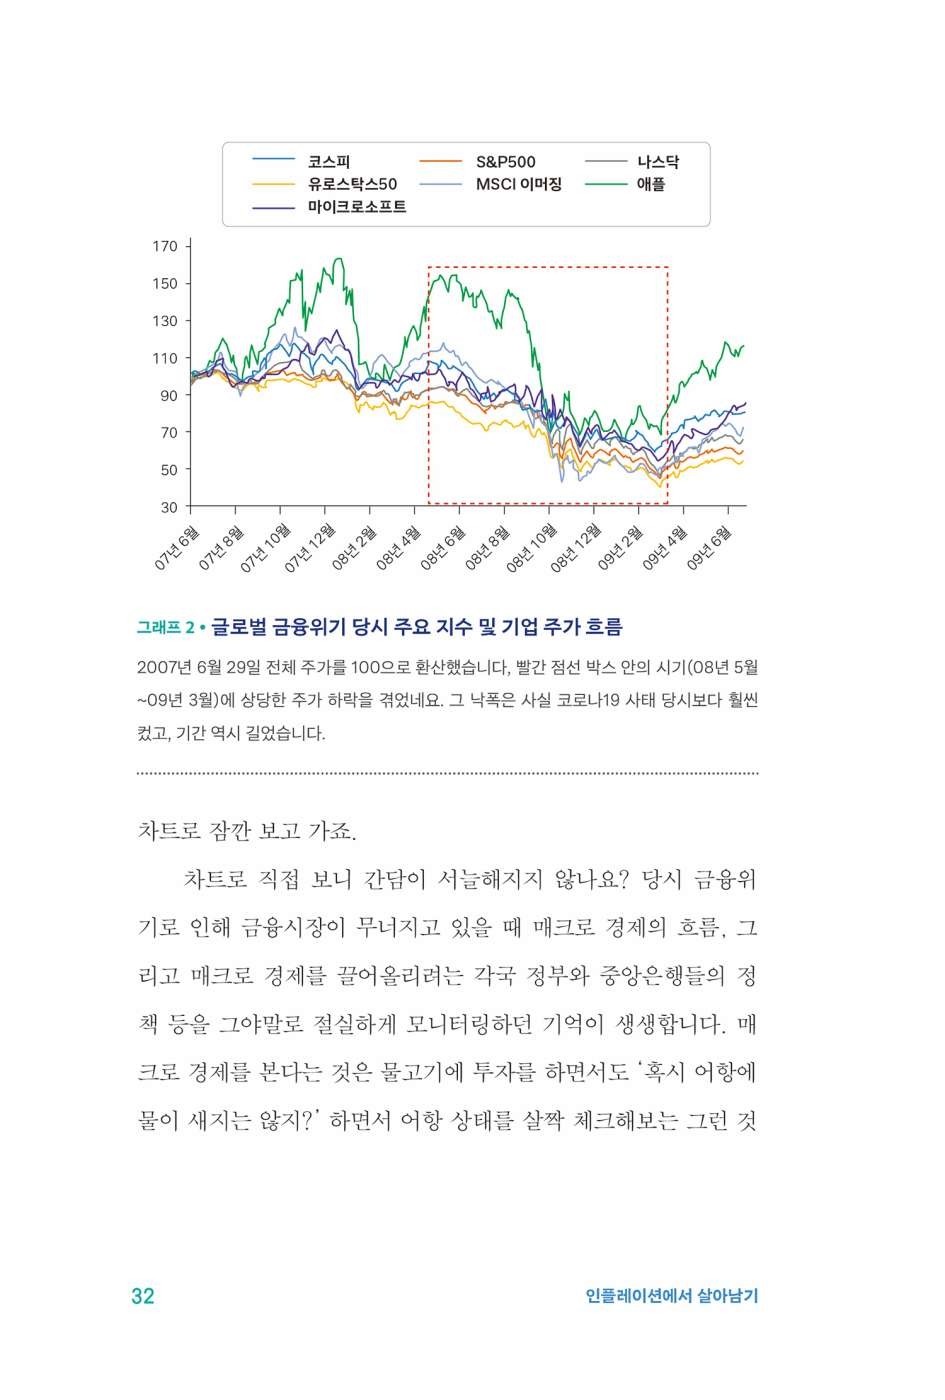 코스피 S&P500 나스닥
유로스탁스50 MSCI 이머징 애플
마이크로소프트
170
150
130
110
90
70
50
30
07년 6월 07년 8월 07년 10월 07년 12월 08년 2월 08년 4월 08년 6월 08년 8월 08년 10월 08년 12월 09년 2월 09년 4월 09년 6월
그래프 2 • 글로벌 금융위기 당시 주요 지수 및 기업 주가 흐름
2007년 6월 29일 전체 주가를 100으로 환산했습니다, 빨간 점선 박스 안의 시기(08년 5월
~09년 3월)에 상당한 주가 하락을 겪었네요. 그 낙폭은 사실 코로나19 사태 당시보다 훨씬
컸고, 기간 역시 길었습니다.
차트로 잠깐 보고 가죠.
차트로 직접 보니 간담이 서늘해지지 않나요? 당시 금융위
기로 인해 금융시장이 무너지고 있을 때 매크로 경제의 흐름, 그
리고 매크로 경제를 끌어올리려는 각국 정부와 중앙은행들의 정
책 등을 그야말로 절실하게 모니터링하던 기억이 생생합니다. 매
크로 경제를 본다는 것은 물고기에 투자를 하면서도 ‘혹시 어항에
물이 새지는 않지?’ 하면서 어항 상태를 살짝 체크해보는 그런 것
32 인플레이션에서 살아남기